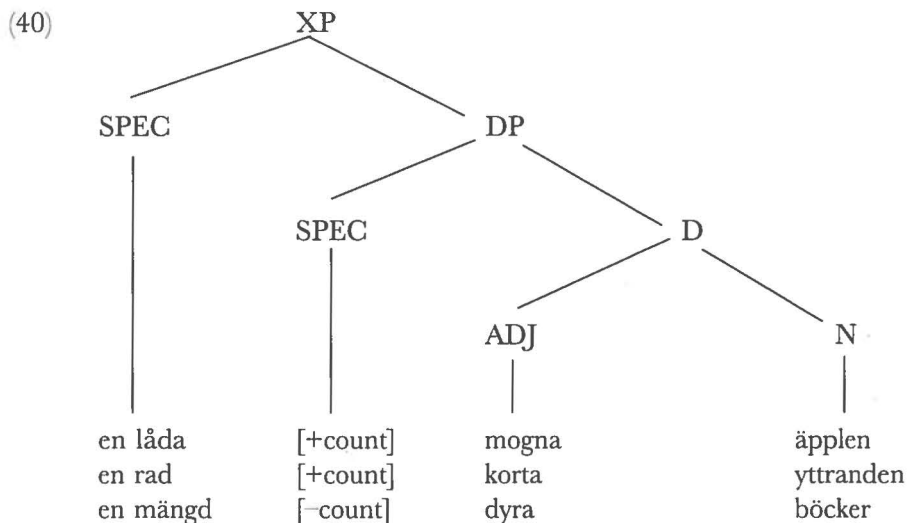 (40) XP
SPEC DP
SPEC D
ADJ N
en låda [+count] mogna äpplen
en rad [+count] korta yttranden
en mängd [−count] dyra böcker